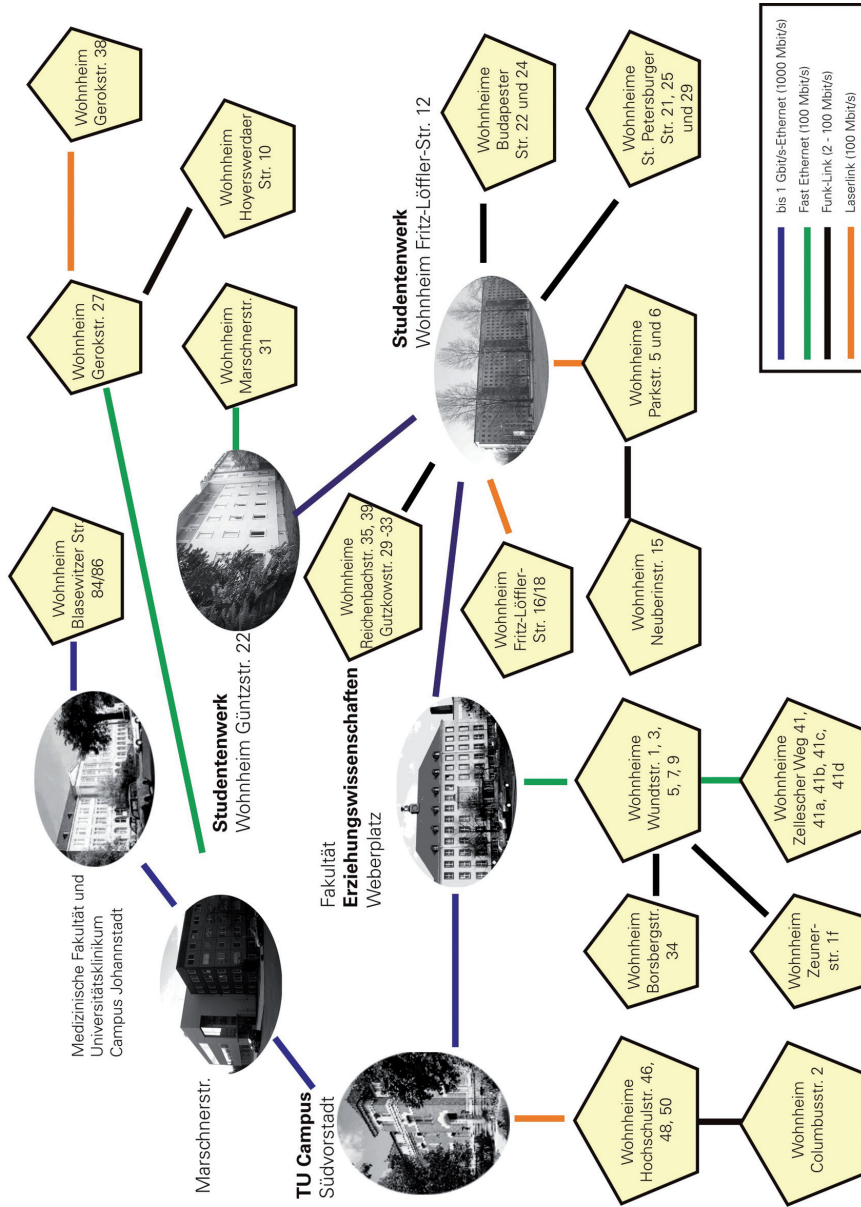 Medizinische Fakultät und
Universitätsklinikum
Campus Johannstadt
Wohnheim
Blasewitzer Str.
84/86
Wohnheim
Gerokstr. 27
Wohnheim
Gerokstr. 38
Wohnheim
Hoyerswerdaer
Str. 10
Marschnerstr.
Studentenwerk
Wohnheim Güntzstr. 22
Wohnheim
Marschnerstr.
31
TU Campus
Südvorstadt
Fakultät
Erziehungswissenschaften
Weberplatz
Wohnheime
Reichenbachstr. 35, 39
Gutzkowstr. 29 -33
Studentenwerk
Wohnheim Fritz-Löffler-Str. 12
Wohnheime
Budapester
Str. 22 und 24
Wohnheim
Fritz-Löffler-
Str. 16/18
Wohnheime
Parkstr. 5 und 6
Wohnheime
St. Petersburger
Str. 21, 25
und 29
Wohnheime
Hochschulstr. 46,
48, 50
Wohnheim
Borsbergstr.
34
Wohnheime
Wundtstr. 1, 3,
5, 7, 9
Wohnheim
Neuberinstr. 15
Wohnheim
Columbusstr. 2
Wohnheim
Zeuner-
str. 1f
Wohnheime
Zellescher Weg 41,
41a, 41b, 41c,
41d
bis 1 Gbit/s-Ethernet (1000 Mbit/s)
Fast Ethernet (100 Mbit/s)
Funk-Link (2 - 100 Mbit/s)
Laserlink (100 Mbit/s)